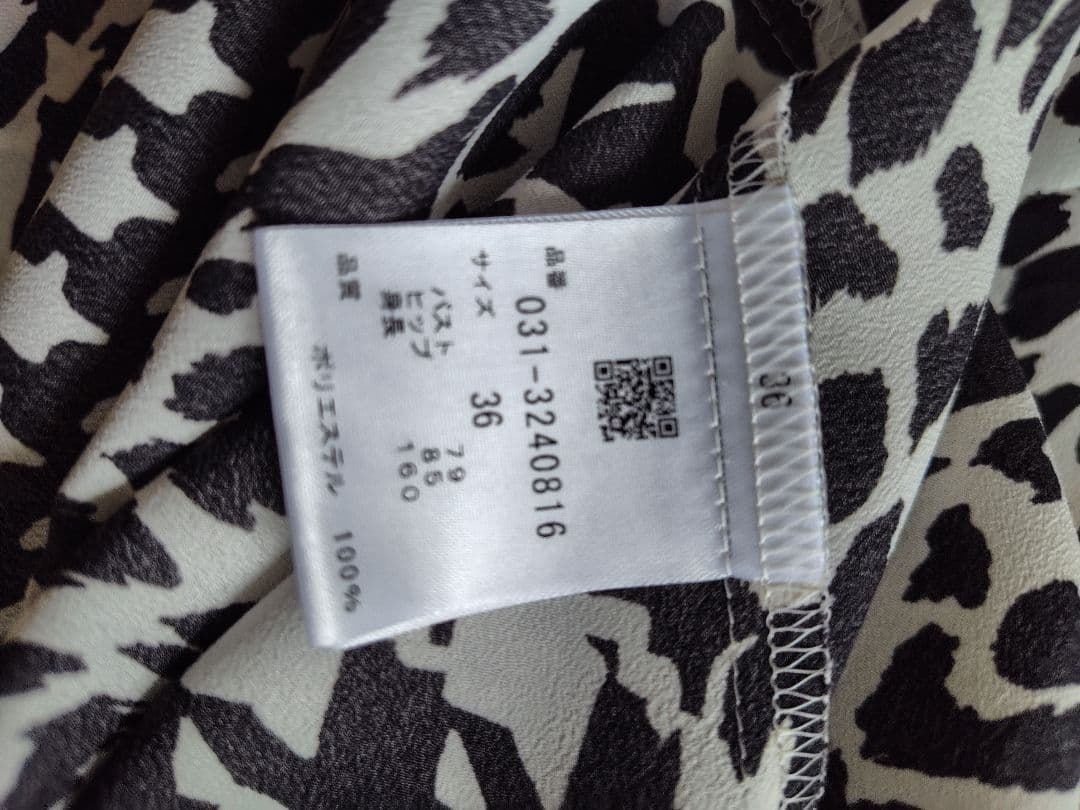 36
品番 031-3240816
サイズ 36
バスト 79
ヒップ 85
身長 160
品質
ポリエステル 100%